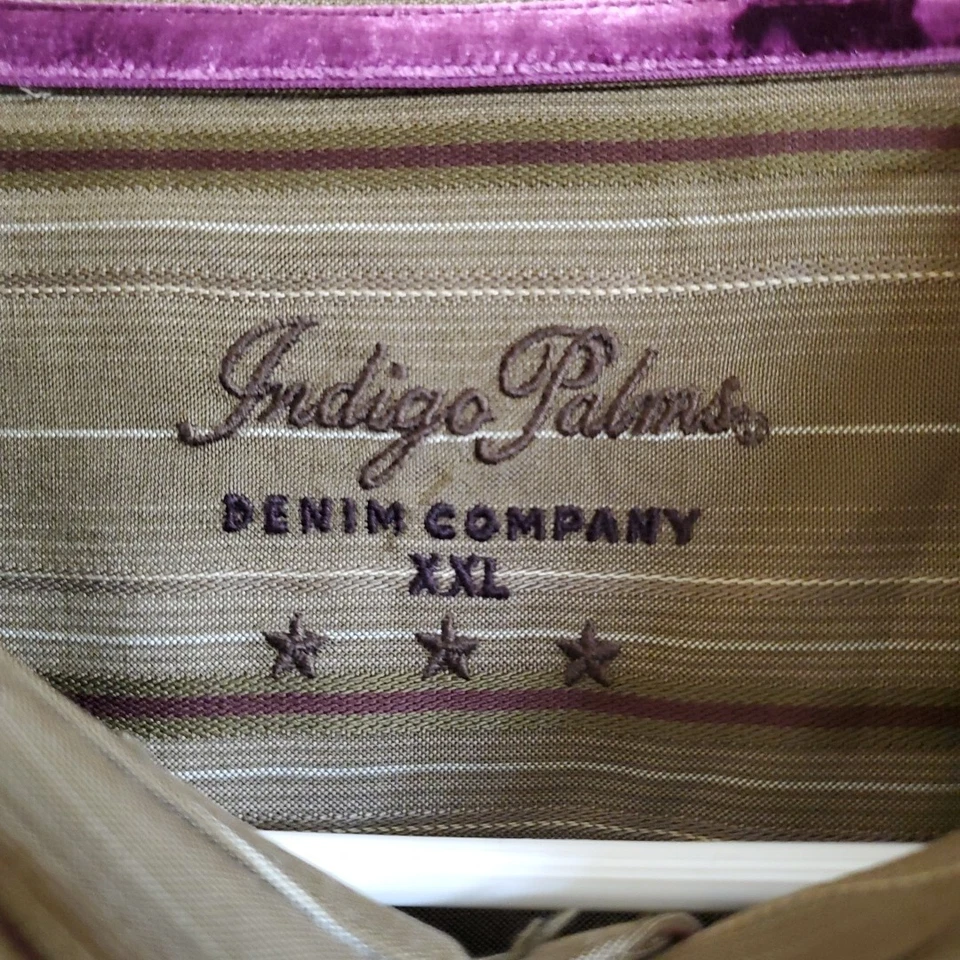 Indigo Palms®
DENIM COMPANY
XXL